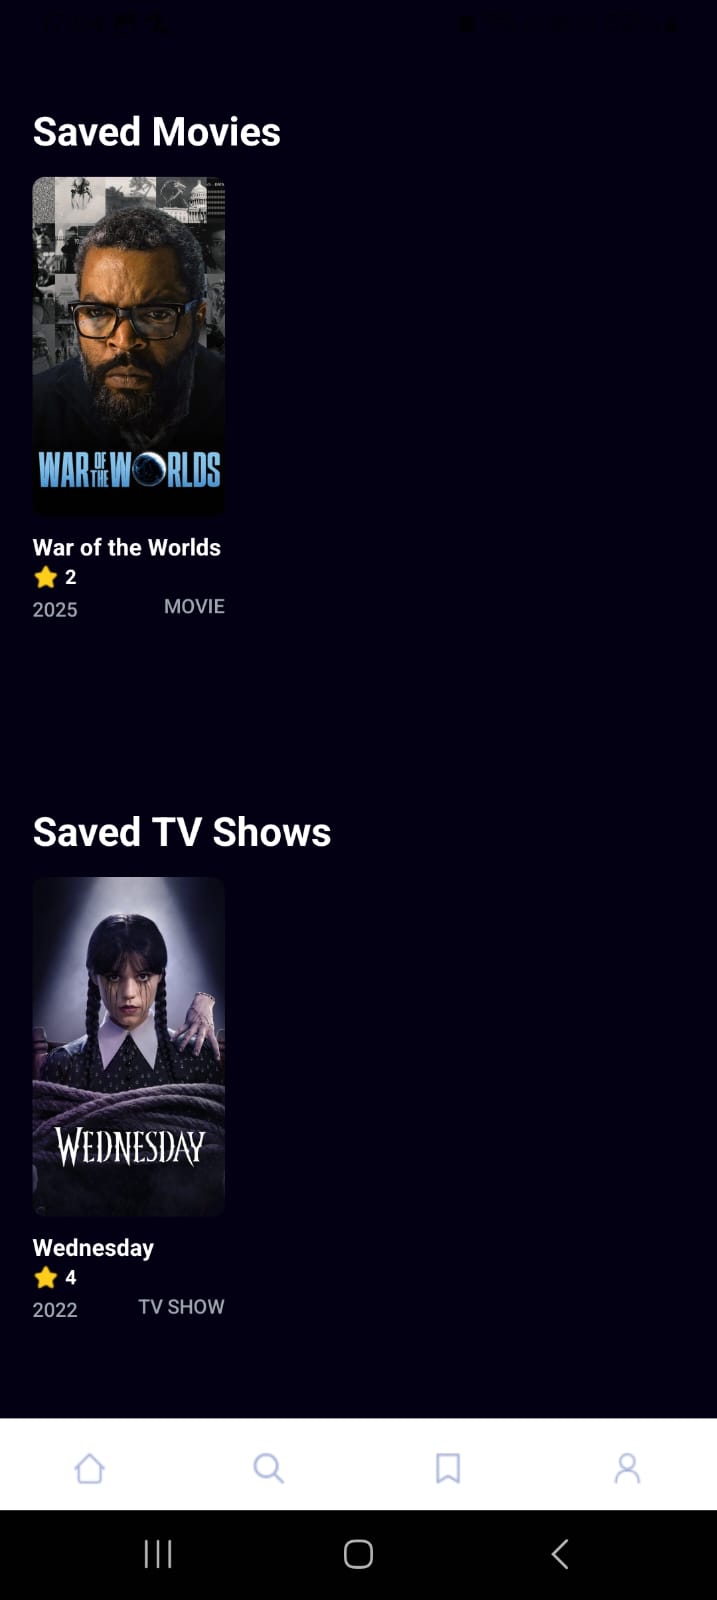 Saved Movies
WAR OF THE WORLDS
War of the Worlds
2
2025 MOVIE
Saved TV Shows
WEDNESDAY
Wednesday
4
2022 TV SHOW